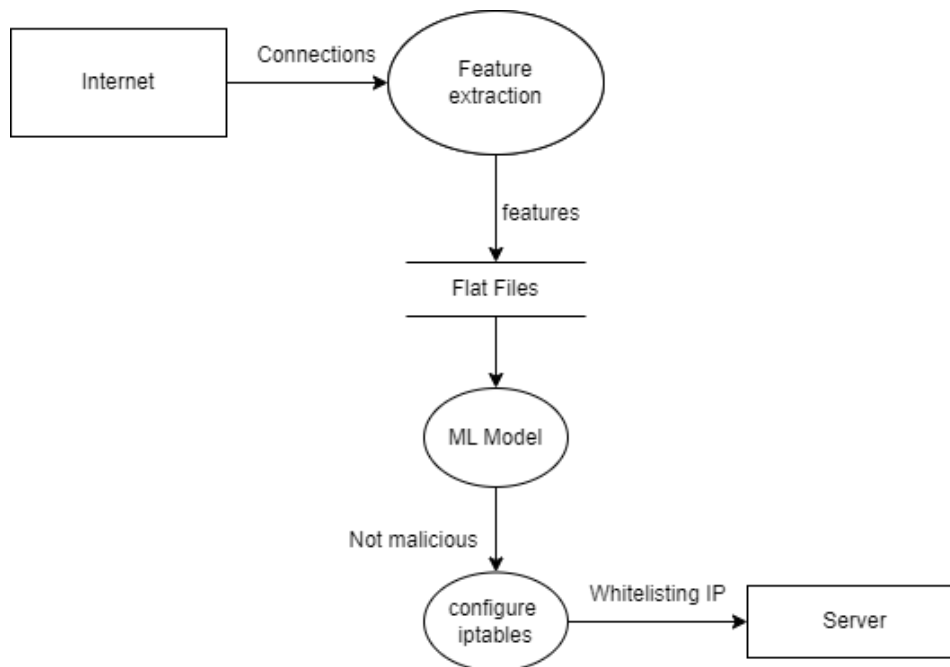 Internet
Connections
Feature
extraction
features
Flat Files
ML Model
Not malicious
configure
iptables
Whitelisting IP
Server